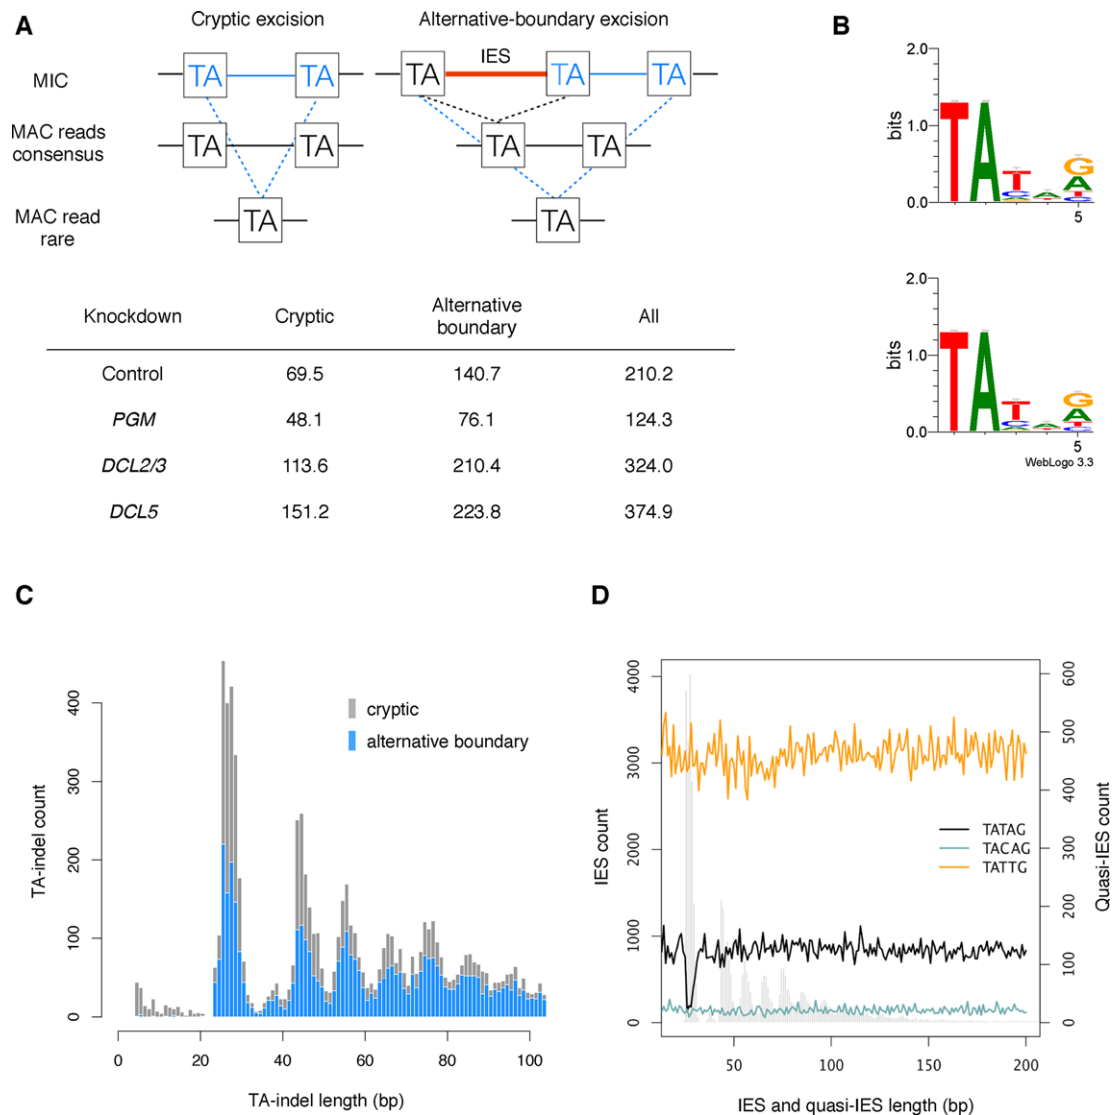 A
Cryptic excision
Alternative-boundary excision
B
MIC
TA
TA
TA
IES
TA
TA
MAC reads
consensus
TA
TA
TA
TA
MAC read
rare
TA
TA
2.0
bits
1.0
0.0
TA
T
C
A
G
A
T
C
5
Knockdown
Cryptic
Alternative
boundary
All
Control
69.5
140.7
210.2
PGM
48.1
76.1
124.3
DCL2/3
113.6
210.4
324.0
DCL5
151.2
223.8
374.9
2.0
bits
1.0
0.0
TA
T
C
A
G
A
T
C
5
WebLogo 3.3
C
TA-indel count
400
300
200
100
0
cryptic
alternative boundary
0
20
40
60
80
100
TA-indel length (bp)
D
IES count
4000
3000
2000
1000
0
TATAG
TACAG
TATTG
600
500
400
300
200
100
0
Quasi-IES count
50
100
150
200
IES and quasi-IES length (bp)